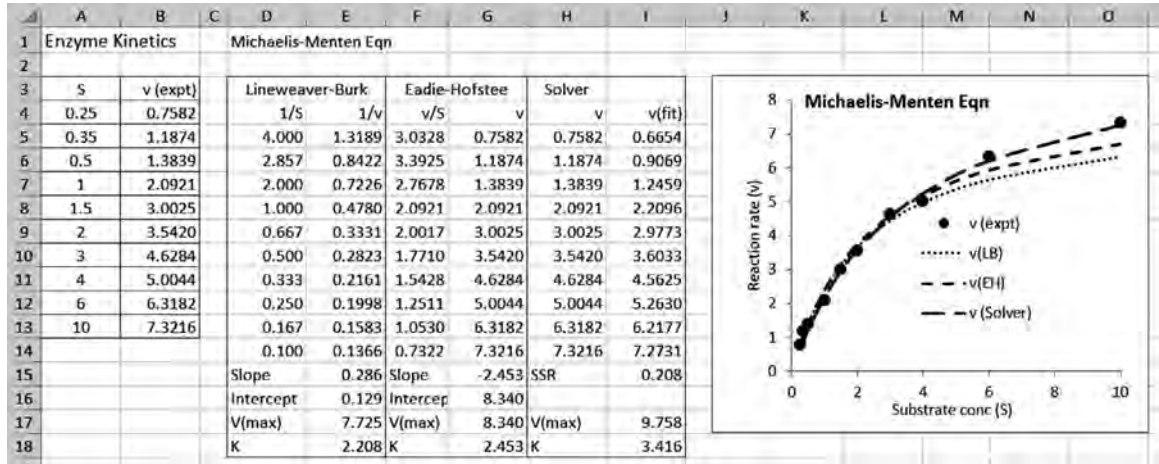 A B C D E F G H I J K L M N O
1 Enzyme Kinetics Michaelis-Menten Eqn
2
3 S v (expt) Lineweaver-Burk Eadie-Hofstee Solver
4 0.25 0.7582 1/S 1/v v/S v v v(fit)
5 0.35 1.1874 4.000 1.3189 3.0328 0.7582 0.7582 0.6654
6 0.5 1.3839 2.857 0.8422 3.3925 1.1874 1.1874 0.9069
7 1 2.0921 2.000 0.7226 2.7678 1.3839 1.3839 1.2459
8 1.5 3.0025 1.000 0.4780 2.0921 2.0921 2.0921 2.2096
9 2 3.5420 0.667 0.3331 2.0017 3.0025 3.0025 2.9773
10 3 4.6284 0.500 0.2823 1.7710 3.5420 3.5420 3.6033
11 4 5.0044 0.333 0.2161 1.5428 4.6284 4.6284 4.5625
12 6 6.3182 0.250 0.1998 1.2511 5.0044 5.0044 5.2630
13 10 7.3216 0.167 0.1583 1.0530 6.3182 6.3182 6.2177
14 0.100 0.1366 0.7322 7.3216 7.3216 7.2731
15 Slope 0.286 Slope -2.453 SSR 0.208
16 Intercept 0.129 Intercep 8.340
17 V(max) 7.725 V(max) 8.340 V(max) 9.758
18 K 2.208 K 2.453 K 3.416
Michaelis-Menten Eqn
8
7
6
5
4
3
2
1
0
Reaction rate (v)
v (expt)
v(LB)
v(EH)
v (Solver)
0 2 4 6 8 10
Substrate conc (S)